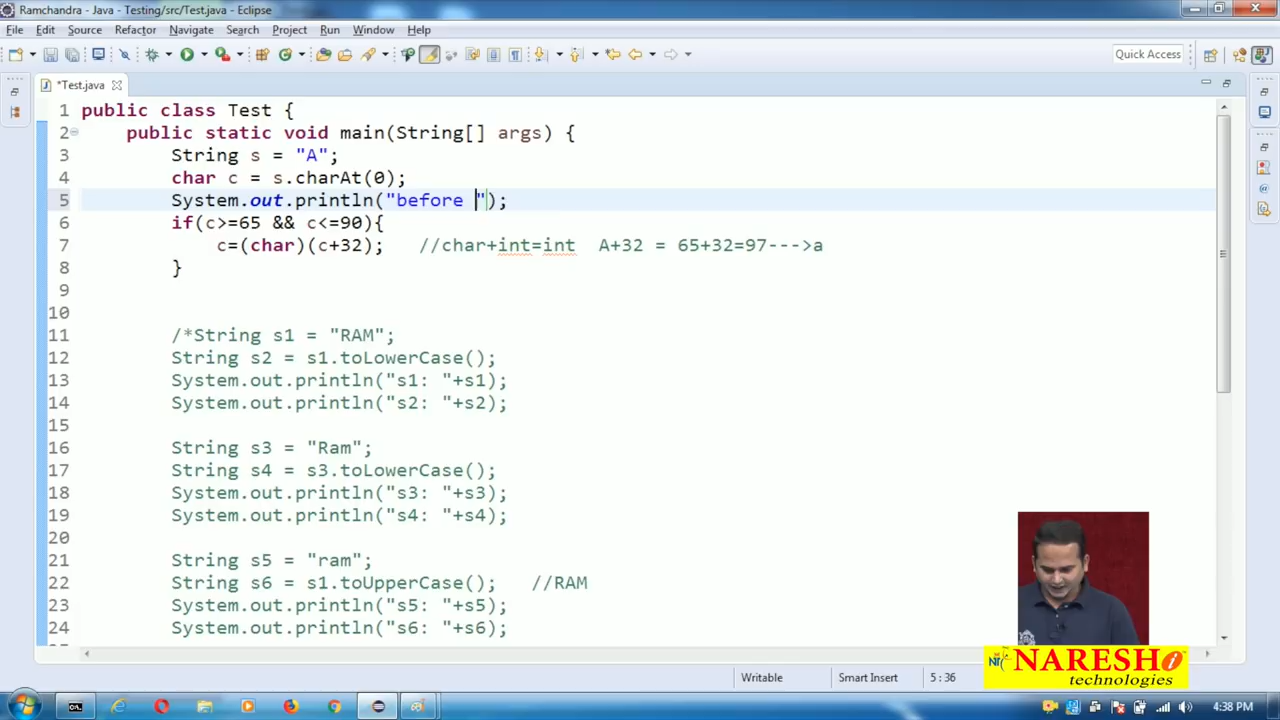 Ramchandra - Java - Testing/src/Test.java - Eclipse
File Edit Source Refactor Navigate Search Project Run Window Help
Quick Access
*Test.java
1 public class Test {
2 public static void main(String[] args) {
3 String s = "A";
4 char c = s.charAt(0);
5 System.out.println("before ");
6 if(c>=65 && c<=90){
7 c=(char)(c+32); //char+int=int A+32 = 65+32=97--->a
8 }
9
10
11 /*String s1 = "RAM";
12 String s2 = s1.toLowerCase();
13 System.out.println("s1: "+s1);
14 System.out.println("s2: "+s2);
15
16 String s3 = "Ram";
17 String s4 = s3.toLowerCase();
18 System.out.println("s3: "+s3);
19 System.out.println("s4: "+s4);
20
21 String s5 = "ram";
22 String s6 = s1.toUpperCase(); //RAM
23 System.out.println("s5: "+s5);
24 System.out.println("s6: "+s6);
NARESH i
technologies
Writable Smart Insert 5 : 36
4:38 PM